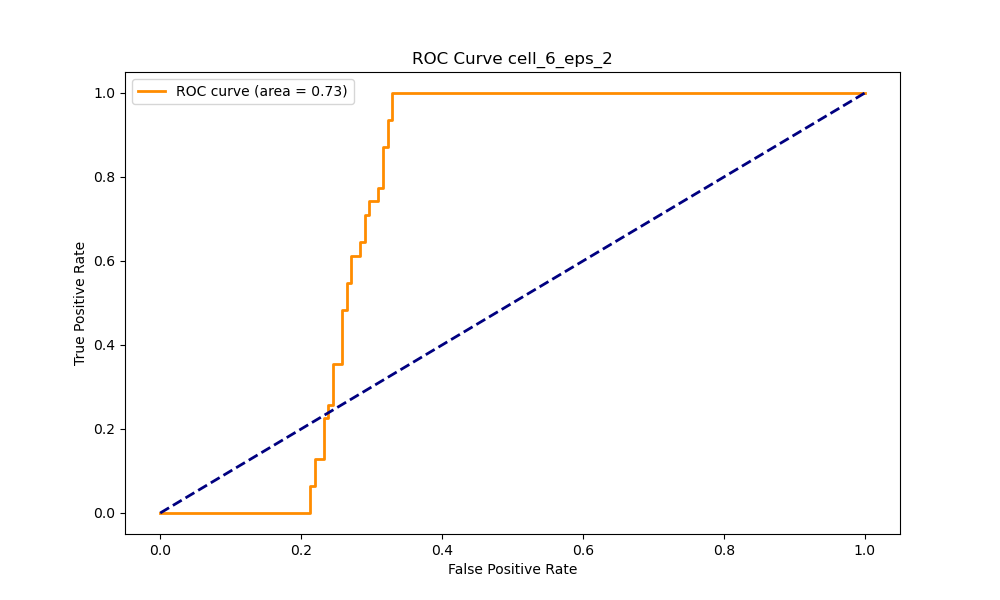 ROC Curve cell_6_eps_2
ROC curve (area = 0.73)
1.0
0.8
0.6
0.4
0.2
0.0
True Positive Rate
0.0 0.2 0.4 0.6 0.8 1.0
False Positive Rate